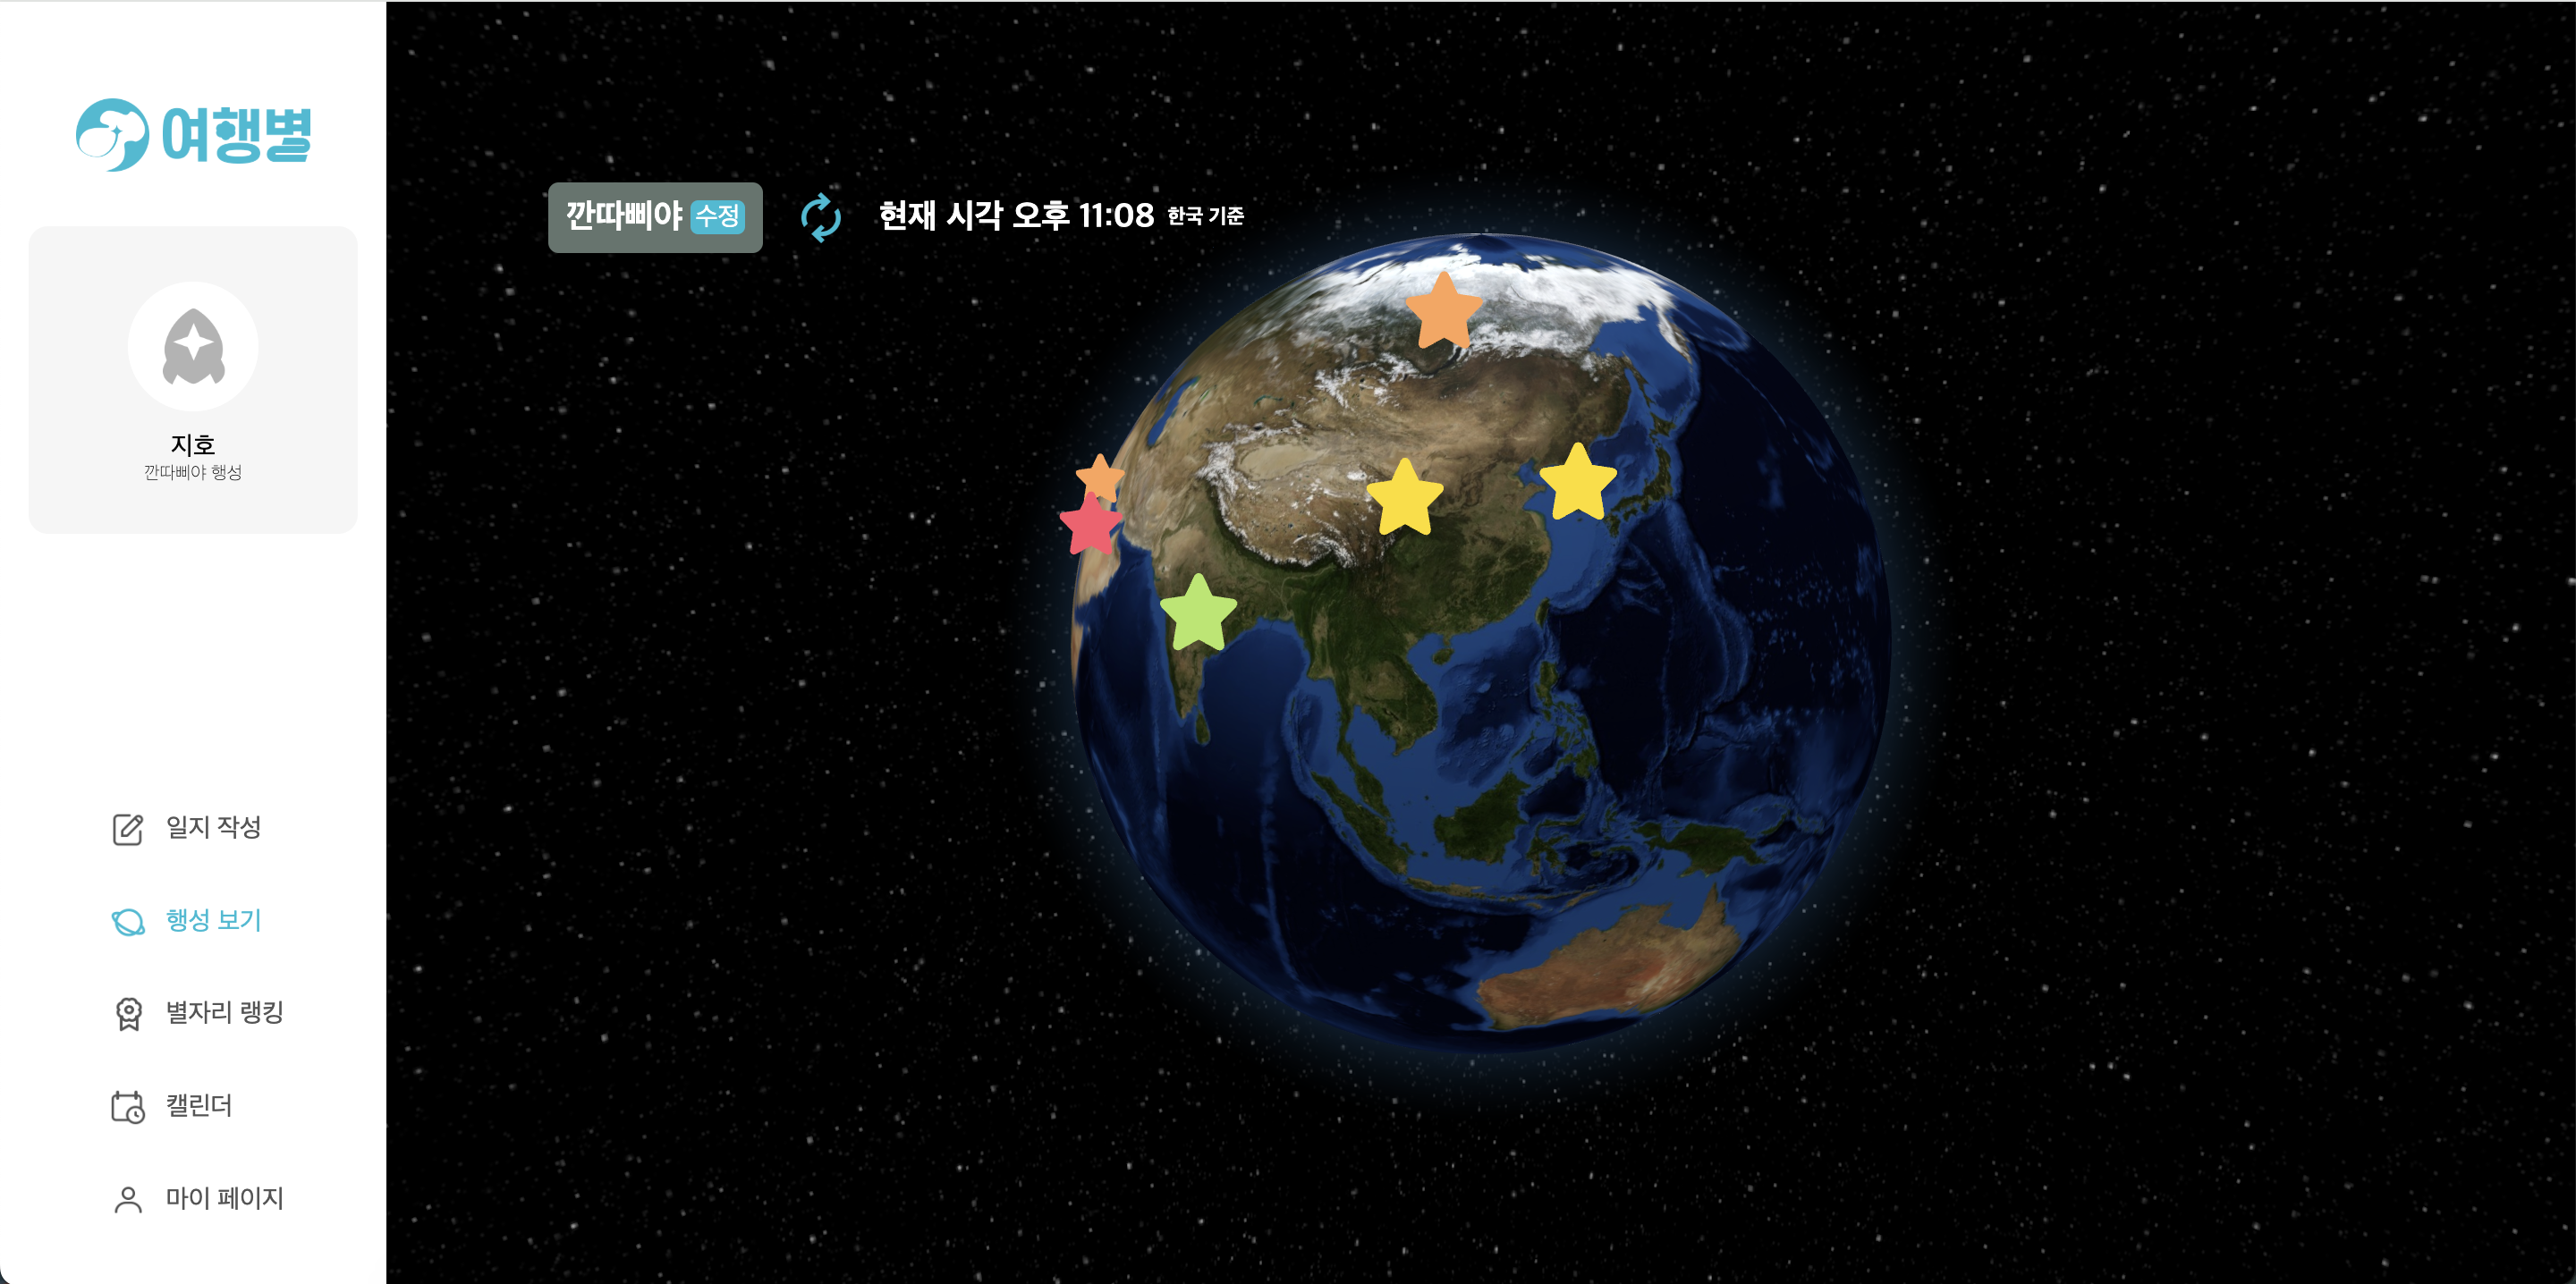 여행별
깐따삐야 수정
현재 시각 오후 11:08 한국 기준
지호
깐따삐야 행성
일지 작성
행성 보기
별자리 랭킹
캘린더
마이 페이지